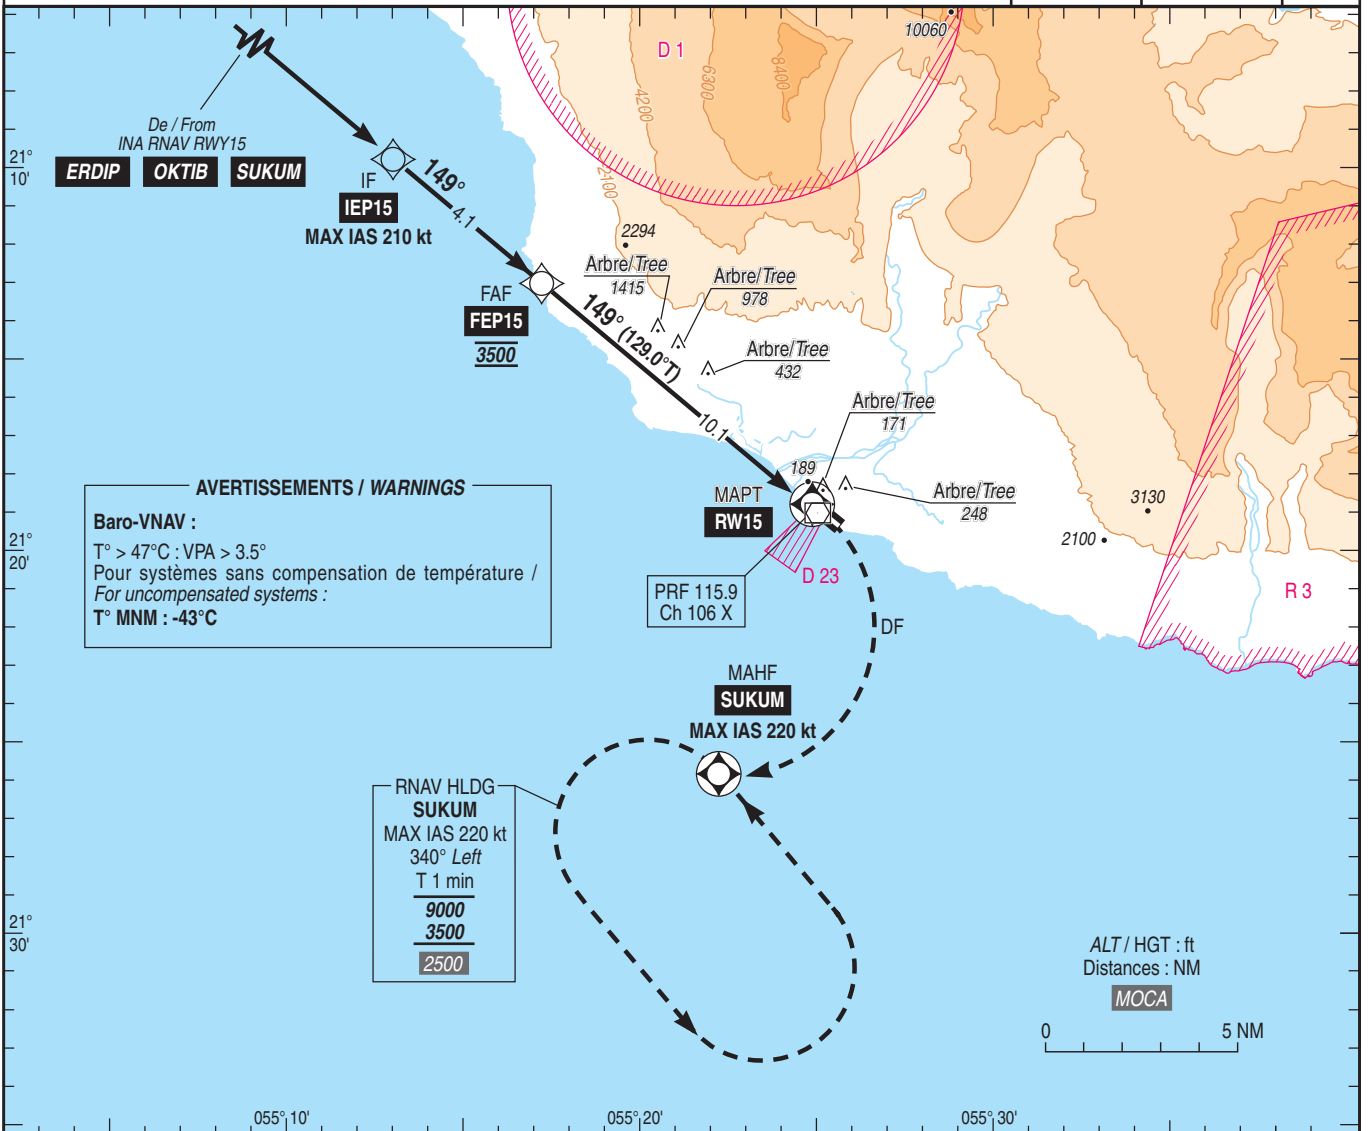 10060
D 1
8400
6300
4200
2100
De / From
INA RNAV RWY15
ERDIP OKTIB SUKUM
21°
10'
IF
IEP15
MAX IAS 210 kt
149°
4.1
2294
Arbre/Tree
1415
Arbre/Tree
978
FAF
FEP15
3500
149° (129.0°T)
Arbre/Tree
432
10.1
Arbre/Tree
171
189
MAPT
RW15
Arbre/Tree
248
3130
2100
AVERTISSEMENTS / WARNINGS
Baro-VNAV :
T° > 47°C : VPA > 3.5°
Pour systèmes sans compensation de température /
For uncompensated systems :
T° MNM : -43°C
21°
20'
D 23
PRF 115.9
Ch 106 X
R 3
DF
MAHF
SUKUM
MAX IAS 220 kt
RNAV HLDG
SUKUM
MAX IAS 220 kt
340° Left
T 1 min
9000
3500
2500
21°
30'
ALT / HGT : ft
Distances : NM
MOCA
0 5 NM
055° 10' 055° 20' 055° 30'